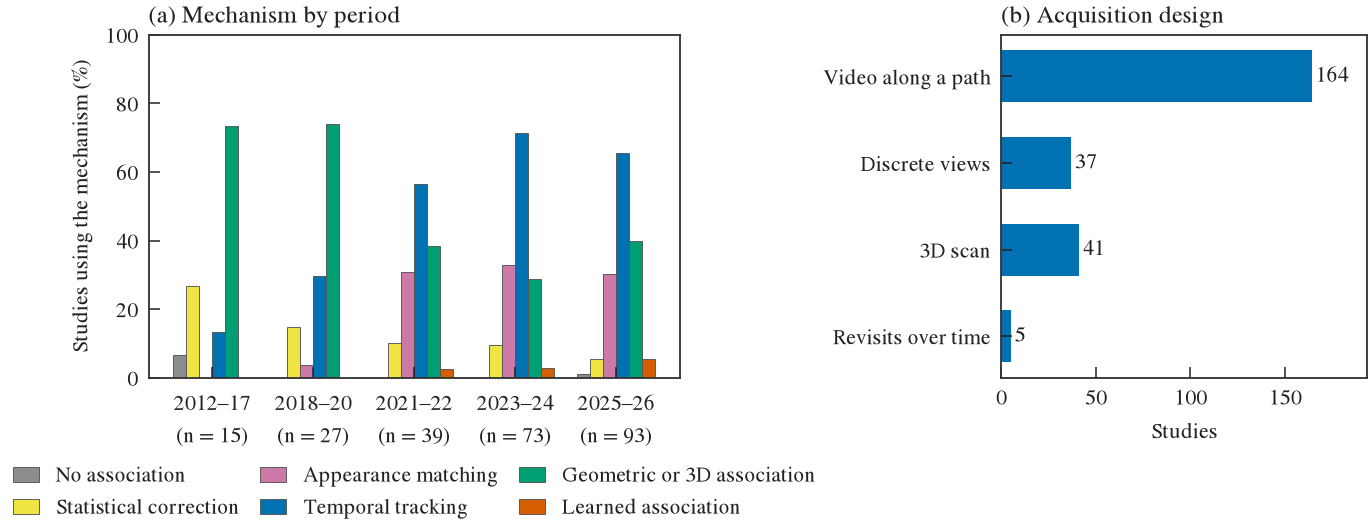 (a) Mechanism by period
Studies using the mechanism (%)
100
80
60
40
20
0
2012–17 2018–20 2021–22 2023–24 2025–26
(n = 15) (n = 27) (n = 39) (n = 73) (n = 93)
No association Appearance matching Geometric or 3D association
Statistical correction Temporal tracking Learned association
(b) Acquisition design
Video along a path 164
Discrete views 37
3D scan 41
Revisits over time 5
0 50 100 150
Studies